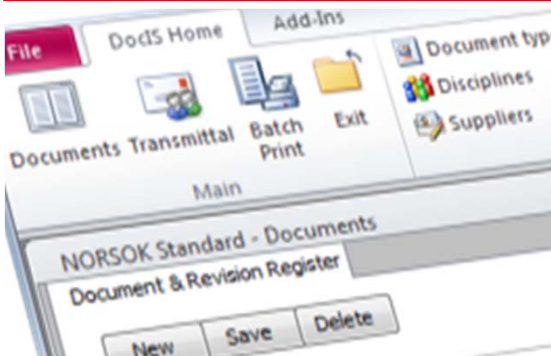 File DocIS Home Add-Ins
Documents Transmittal Batch Print Exit
Document typ
Disciplines
Suppliers
Main
NORSOK Standard - Documents
Document & Revision Register
New Save Delete